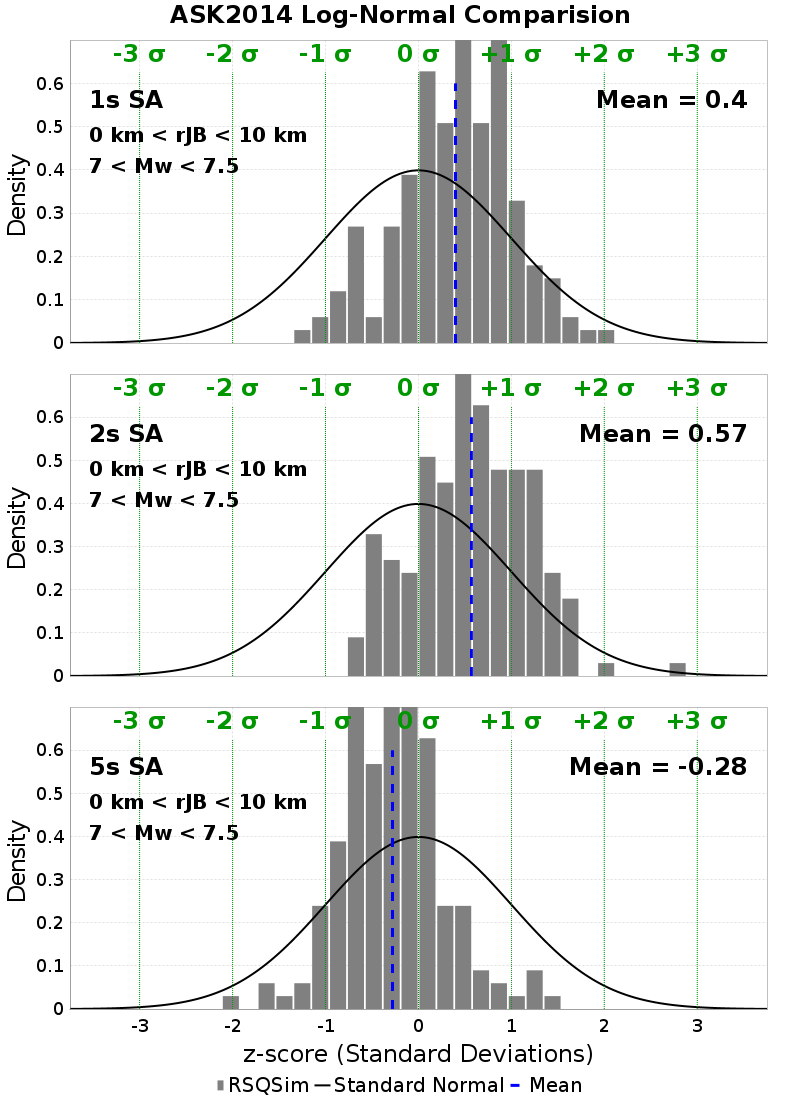 ASK2014 Log-Normal Comparision
-3 σ -2 σ -1 σ 0 σ +1 σ +2 σ +3 σ
1s SA
Mean = 0.4
0 km < rJB < 10 km
7 < Mw < 7.5
Density
0.6
0.5
0.4
0.3
0.2
0.1
0
-3 σ -2 σ -1 σ 0 σ +1 σ +2 σ +3 σ
2s SA
Mean = 0.57
0 km < rJB < 10 km
7 < Mw < 7.5
Density
0.6
0.5
0.4
0.3
0.2
0.1
0
-3 σ -2 σ -1 σ 0 σ +1 σ +2 σ +3 σ
5s SA
Mean = -0.28
0 km < rJB < 10 km
7 < Mw < 7.5
Density
0.6
0.5
0.4
0.3
0.2
0.1
0
-3 -2 -1 0 1 2 3
z-score (Standard Deviations)
RSQSim Standard Normal Mean